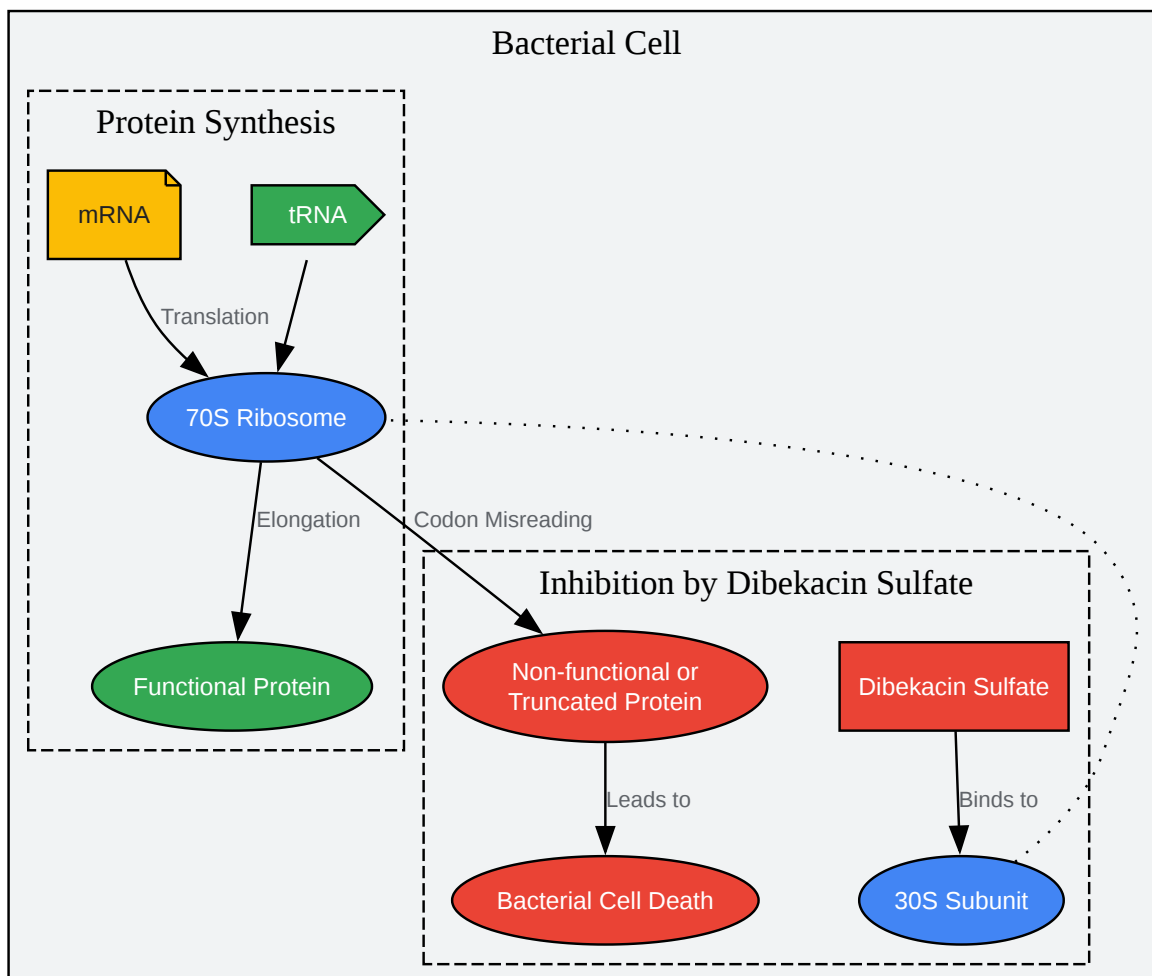 Bacterial Cell
Protein Synthesis
mRNA
tRNA
Translation
70S Ribosome
Elongation
Codon Misreading
Functional Protein
Inhibition by Dibekacin Sulfate
Non-functional or
Truncated Protein
Dibekacin Sulfate
Leads to
Binds to
Bacterial Cell Death
30S Subunit